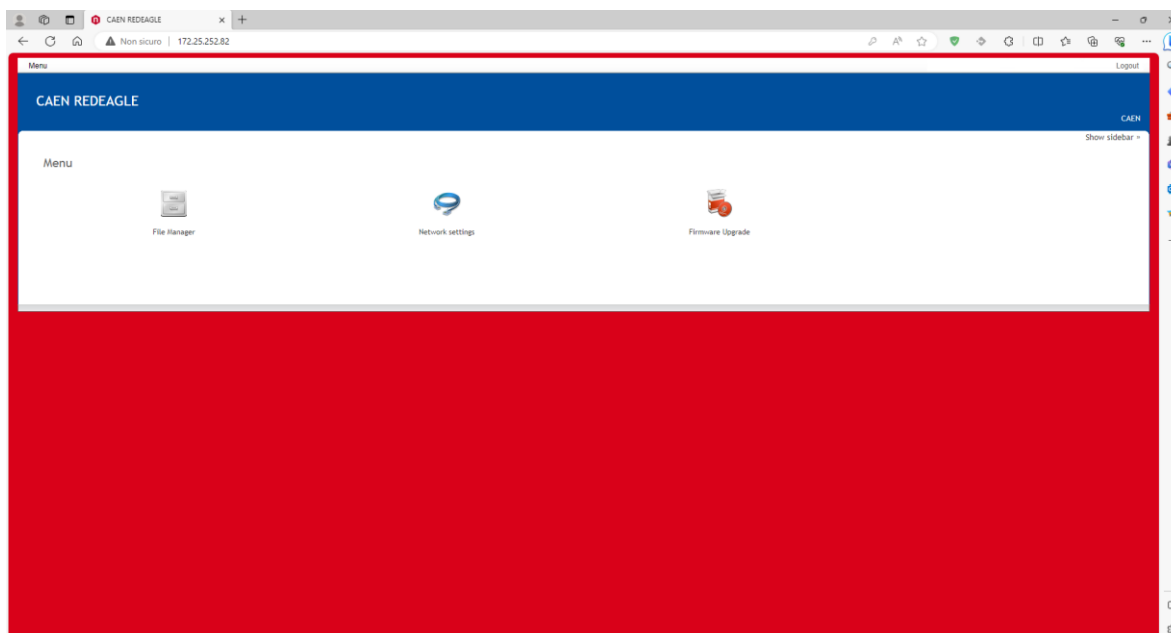 CAEN REDEAGLE
Non sicuro | 172.25.252.82
Menu
Logout
CAEN REDEAGLE
CAEN
Show sidebar »
Menu
File Manager
Network settings
Firmware Upgrade